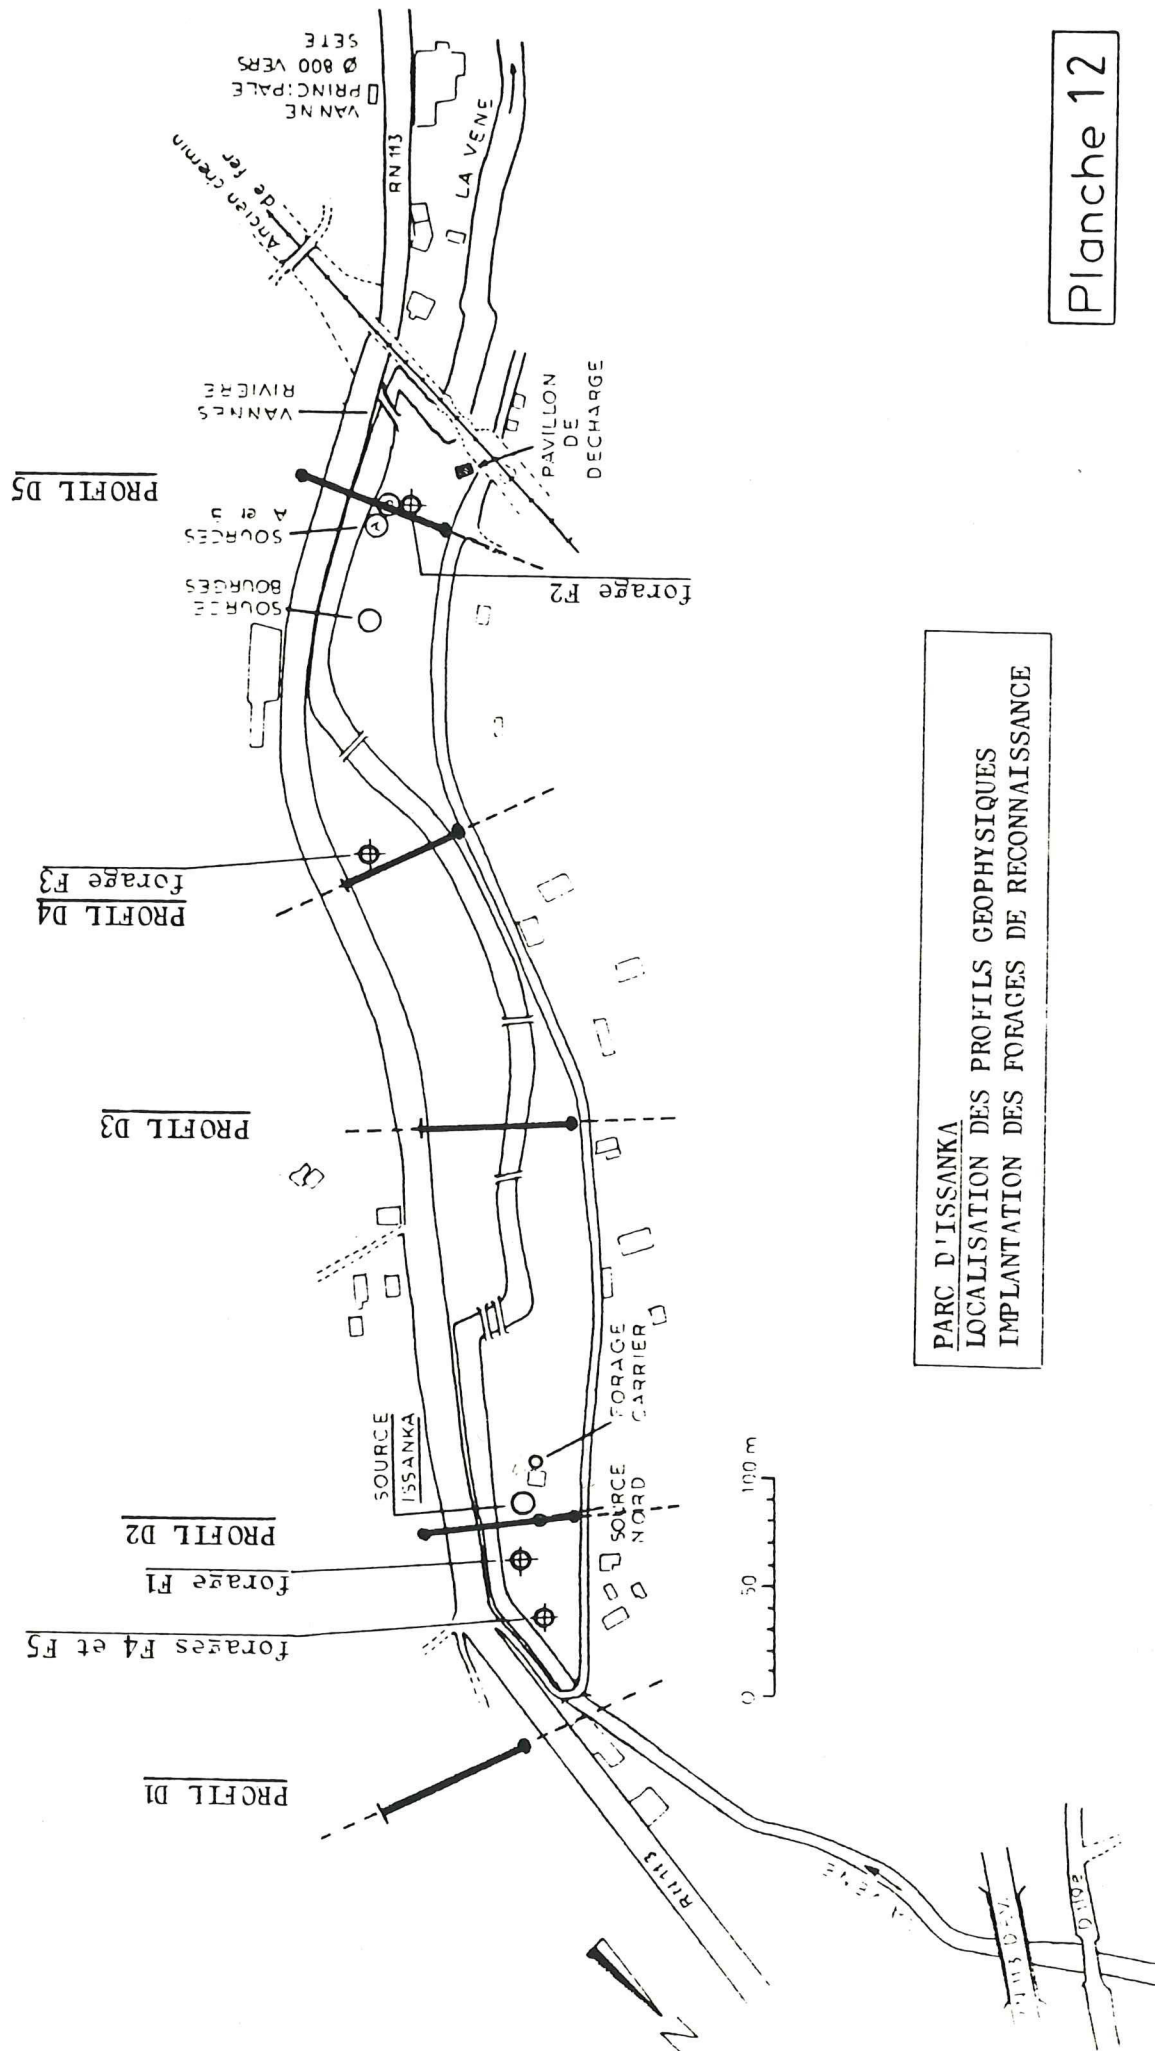 VANNE
PRINCIPALE
Ø 800 VERS
SETE
RN 113
LA VENE
Ancien chemin
de fer
VANNES
RIVIERE
PAVILLON
DE
DECHARGE
PROFIL D5
SOURCES
A et B
A
SOURCE
BOURGES
forage F2
forage F3
PROFIL D4
PROFIL D3
SOURCE
ISSANKA
FORAGE
CARRIER
SOURCE
NORD
PROFIL D2
forage F1
forages F4 et F5
PROFIL D1
RN 113
LA VENE
N
0 50 100 m
PARC D'ISSANKA
LOCALISATION DES PROFILS GEOPHYSIQUES
IMPLANTATION DES FORAGES DE RECONNAISSANCE
Planche 12